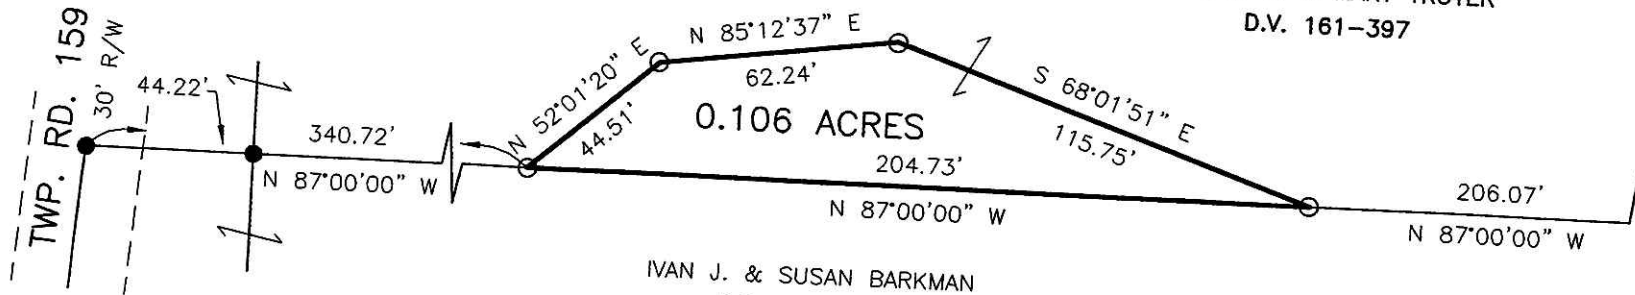 D.V. 161-397
TWP. RD. 159
30' R/W
44.22'
340.72'
N 87°00'00" W
N 52°01'20" E
44.51'
N 85°12'37" E
62.24'
0.106 ACRES
S 68°01'51" E
115.75'
204.73'
N 87°00'00" W
206.07'
N 87°00'00" W
IVAN J. & SUSAN BARKMAN